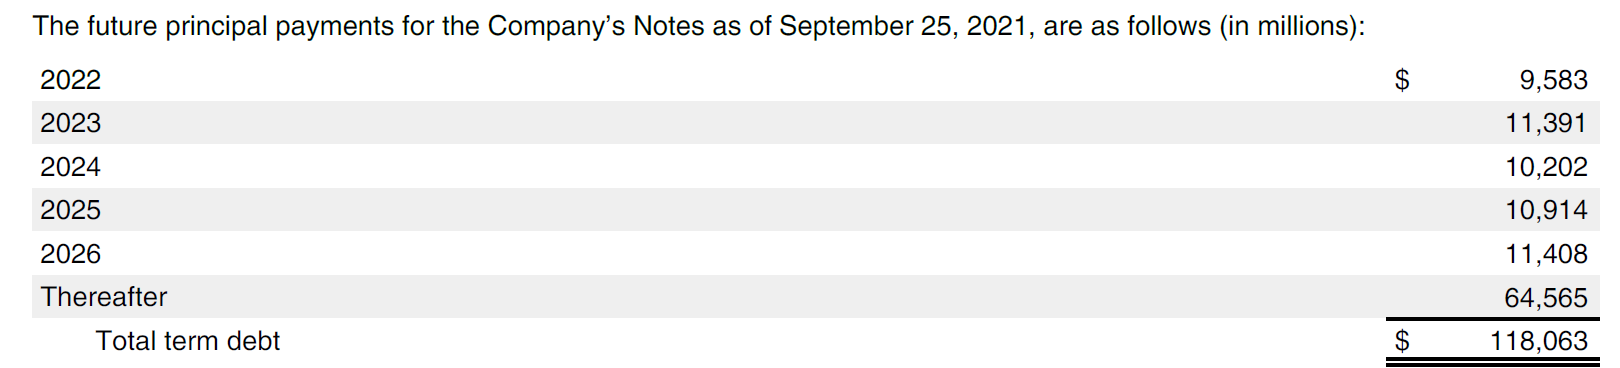 The future principal payments for the Company’s Notes as of September 25, 2021, are as follows (in millions):
2022 $ 9,583
2023 11,391
2024 10,202
2025 10,914
2026 11,408
Thereafter 64,565
Total term debt $ 118,063